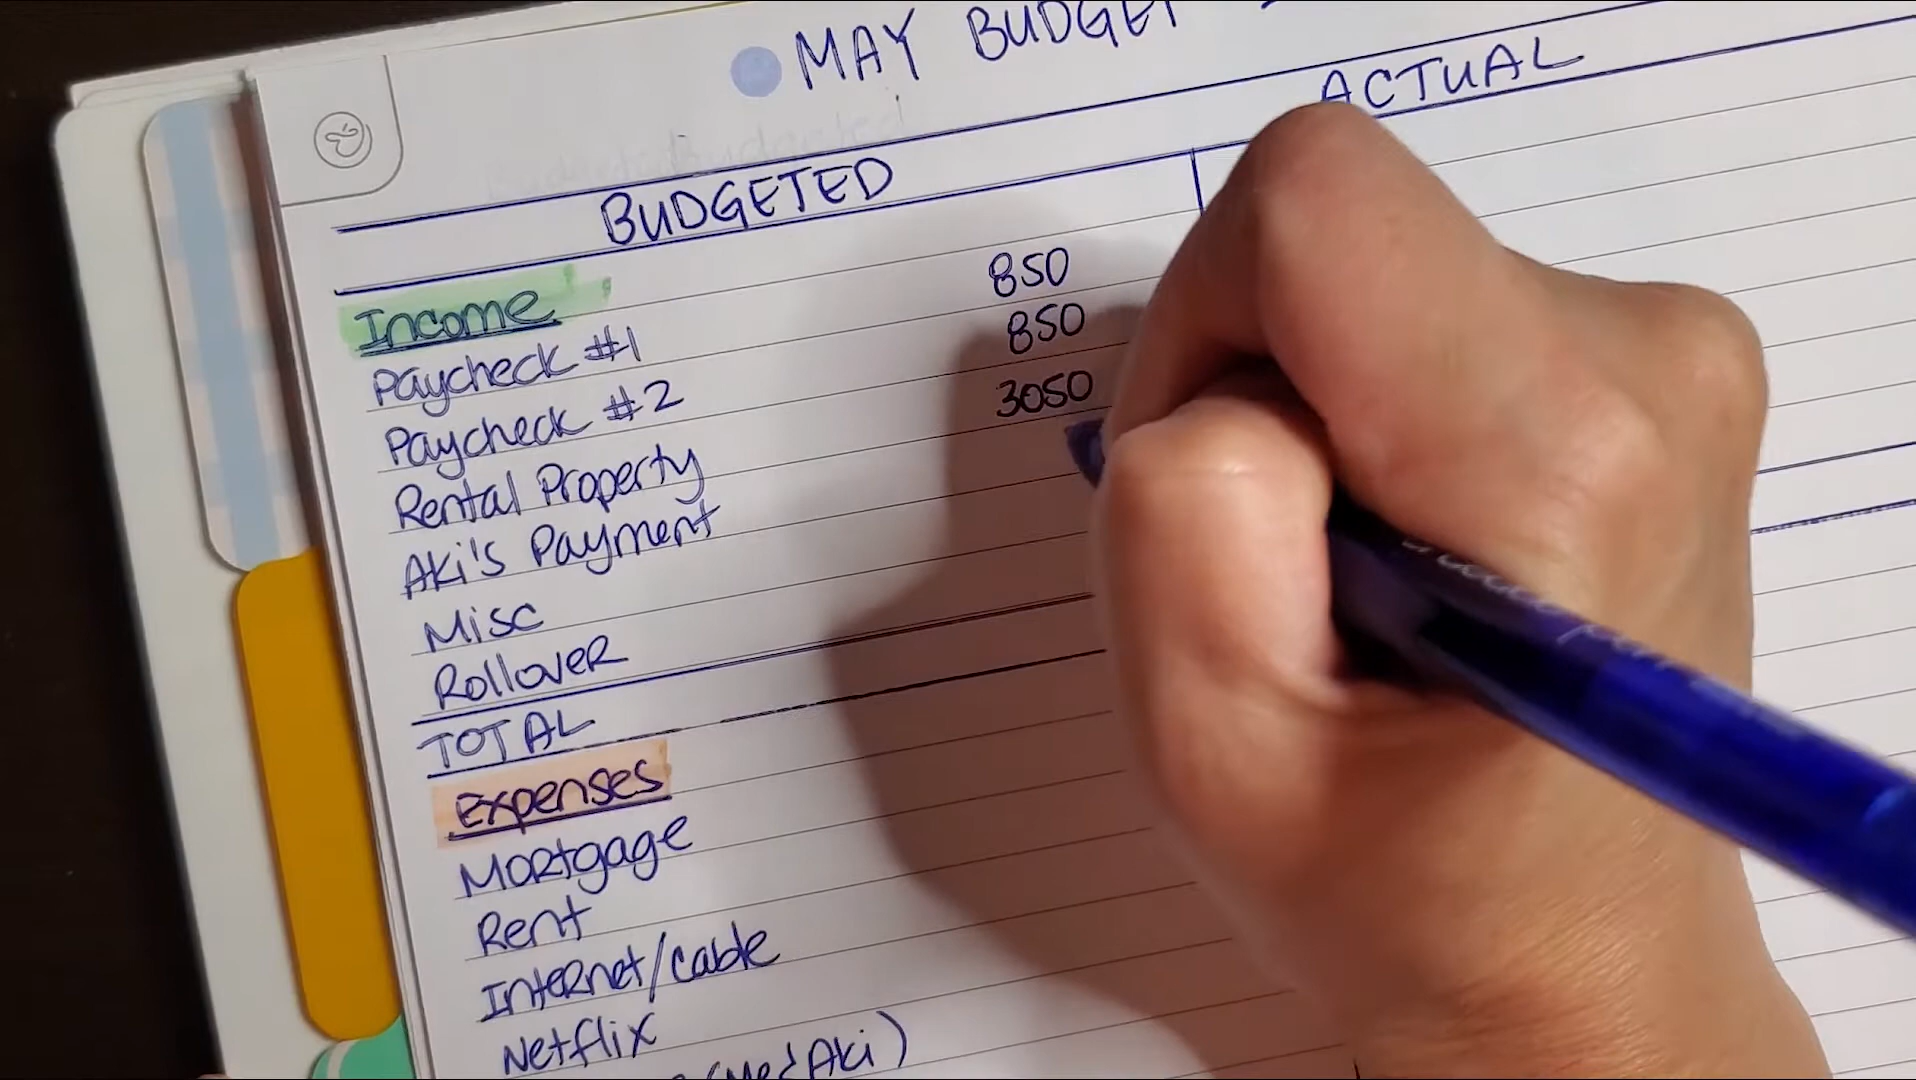 MAY BUDGET
BUDGETED ACTUAL
Income
Paycheck #1 850
Paycheck #2 850
Rental Property 3050
Aki's Payment
Misc
Rollover
TOTAL
Expenses
Mortgage
Rent
Internet/cable
Netflix
Aki)